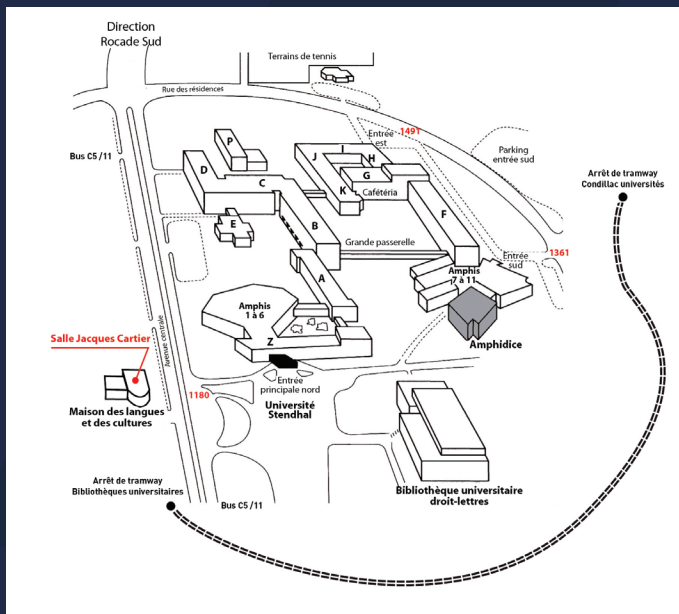 Direction
Rocade Sud
Terrains de tennis
Rue des résidences
Entrée
est
1491
Parking
entrée sud
Bus C5 /11
Arrêt de tramway
Condillac universités
P
D
C
E
I
J
H
G
K
Cafétéria
B
F
Grande passerelle
Entrée
sud
1361
A
Amphis
7 à 11
Amphis
1 à 6
Z
Amphidice
Salle Jacques Cartier
Avenue centrale
Entrée
principale nord
1180
Université
Stendhal
Maison des langues
et des cultures
Bibliothèque universitaire
droit-lettres
Arrêt de tramway
Bibliothèques universitaires
Bus C5 /11